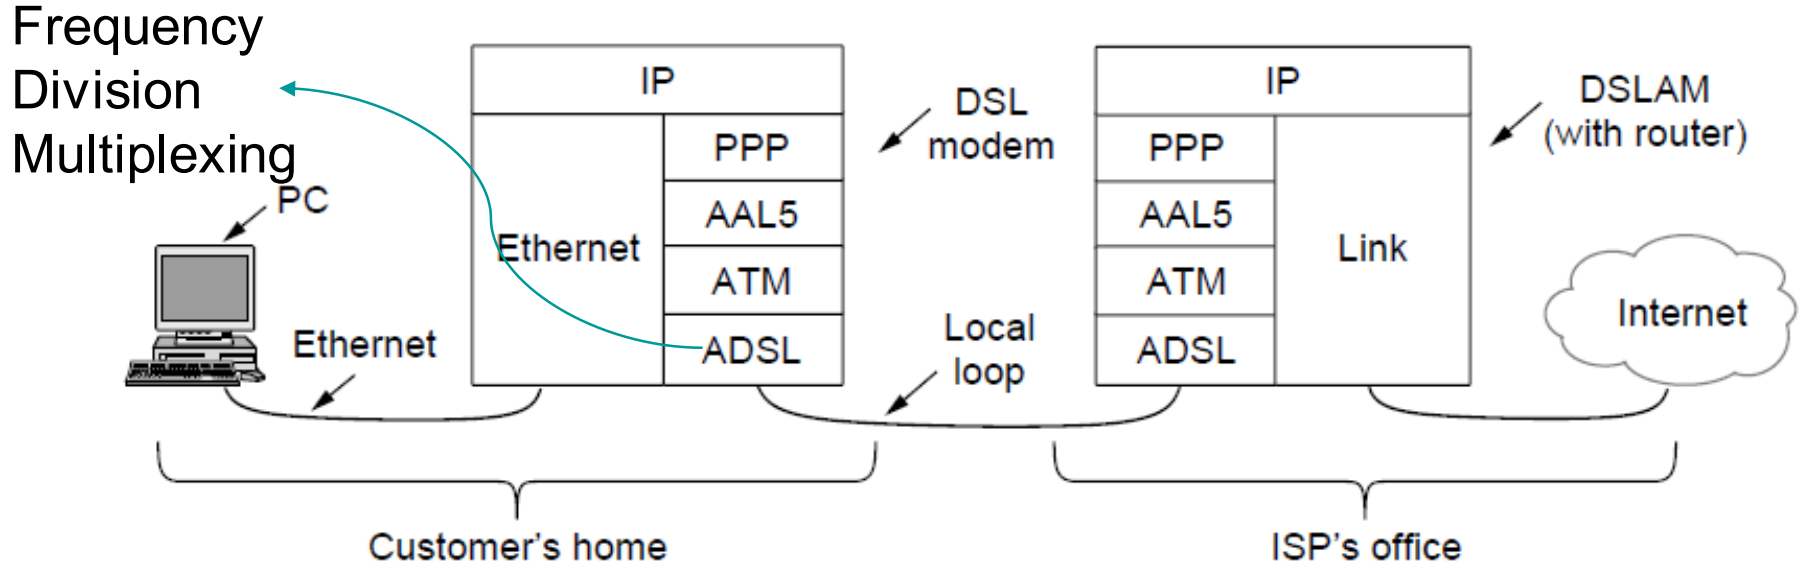 Frequency
Division
Multiplexing
PC
Ethernet
IP
Ethernet
PPP
AAL5
ATM
ADSL
DSL
modem
Local
loop
IP
PPP
AAL5
ATM
ADSL
Link
DSLAM
(with router)
Internet
Customer's home
ISP's office